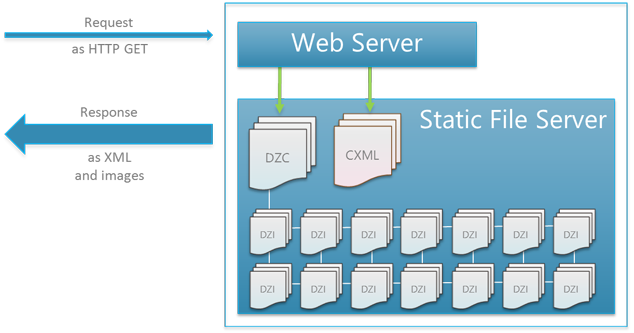 Request
as HTTP GET
Response
as XML
and images
Web Server
Static File Server
DZC
CXML
DZI
DZI
DZI
DZI
DZI
DZI
DZI
DZI
DZI
DZI
DZI
DZI
DZI
DZI